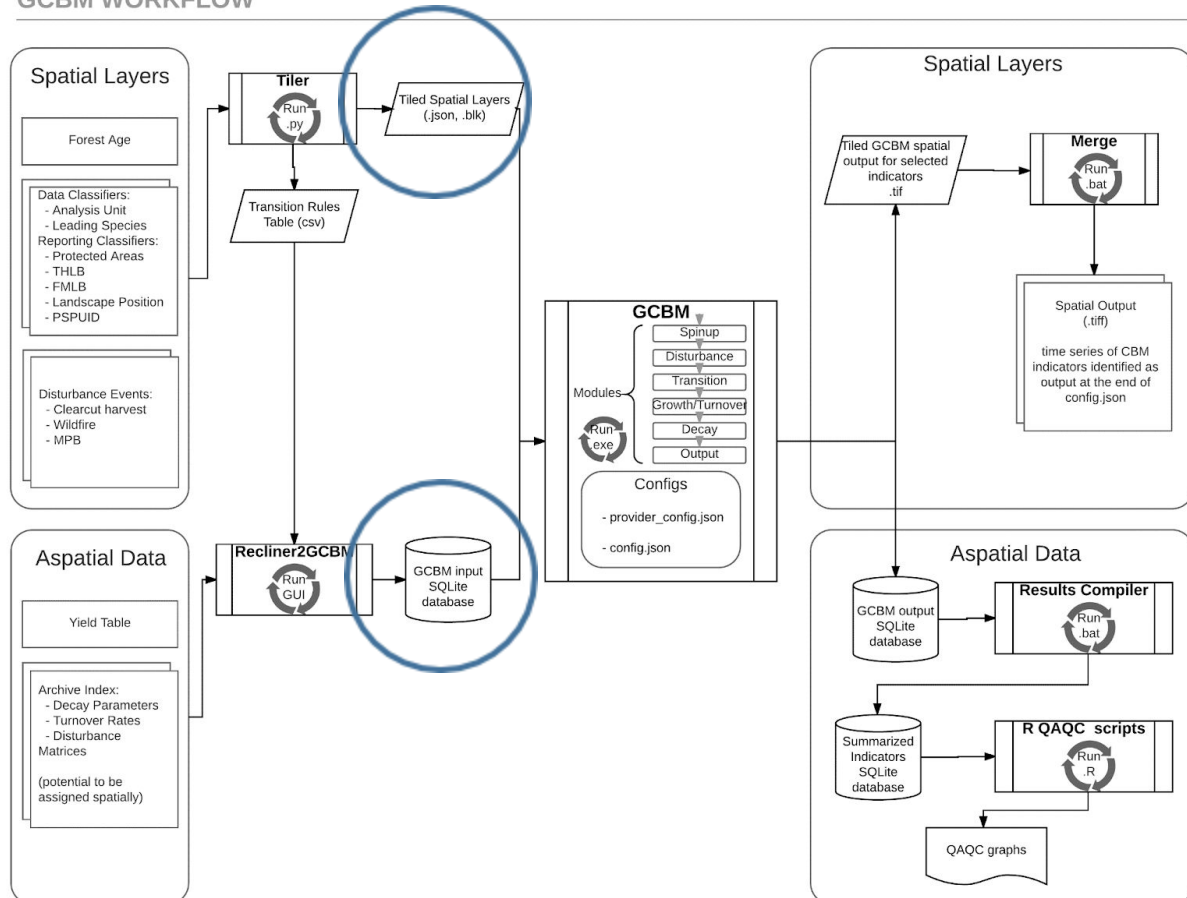 GCBM WORKFLOW
Spatial Layers
Forest Age
Data Classifiers:
- Analysis Unit
- Leading Species
Reporting Classifiers:
- Protected Areas
- THLB
- FMLB
- Landscape Position
- PSPUID
Disturbance Events:
- Clearcut harvest
- Wildfire
- MPB
Aspatial Data
Yield Table
Archive Index:
- Decay Parameters
- Turnover Rates
- Disturbance
Matrices
(potential to be
assigned spatially)
Tiler
Run
.py
Tiled Spatial Layers
(.json, .blk)
Transition Rules
Table (csv)
Recliner2GCBM
Run
GUI
GCBM input
SQLite
database
GCBM
Modules
Spinup
Disturbance
Transition
Growth/Turnover
Decay
Output
Run
.exe
Configs
- provider_config.json
- config.json
Spatial Layers
Tiled GCBM spatial
output for selected
indicators
.tif
Merge
Run
.bat
Spatial Output
(.tiff)
time series of CBM
indicators identified as
output at the end of
config.json
Aspatial Data
GCBM output
SQLite
database
Results Compiler
Run
.bat
Summarized
Indicators
SQLite
database
R QAQC scripts
Run
.R
QAQC graphs